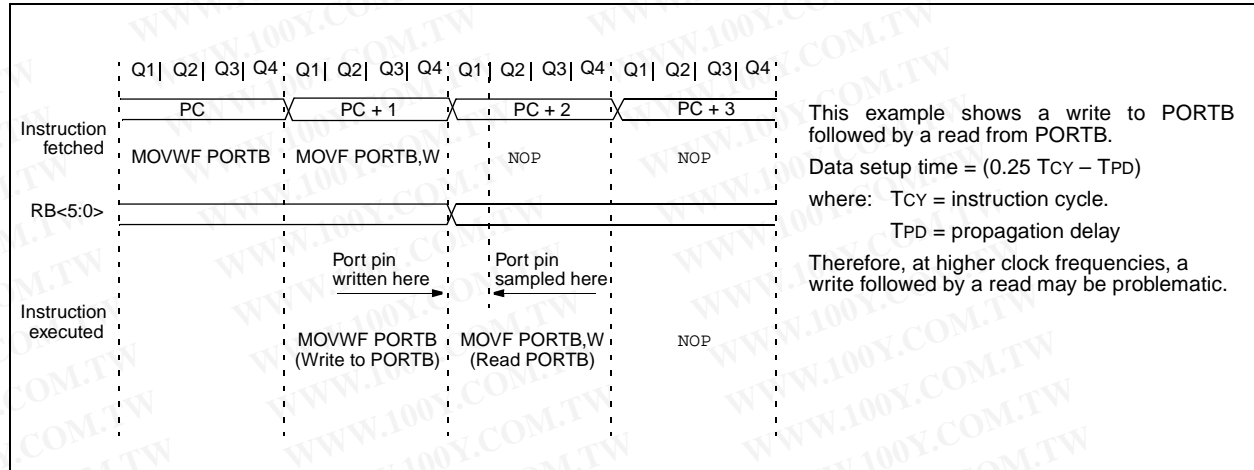 Q1| Q2| Q3| Q4 Q1| Q2| Q3| Q4 Q1| Q2| Q3| Q4 Q1| Q2| Q3| Q4
PC PC + 1 PC + 2 PC + 3
Instruction
fetched
MOVWF PORTB MOVF PORTB,W NOP NOP
RB<5:0>
Port pin
written here
Port pin
sampled here
Instruction
executed
MOVWF PORTB
(Write to PORTB)
MOVF PORTB,W
(Read PORTB)
NOP
This example shows a write to PORTB
followed by a read from PORTB.
Data setup time = (0.25 TCY – TPD)
where: TCY = instruction cycle.
TPD = propagation delay
Therefore, at higher clock frequencies, a
write followed by a read may be problematic.
WWW.100Y.COM.TW